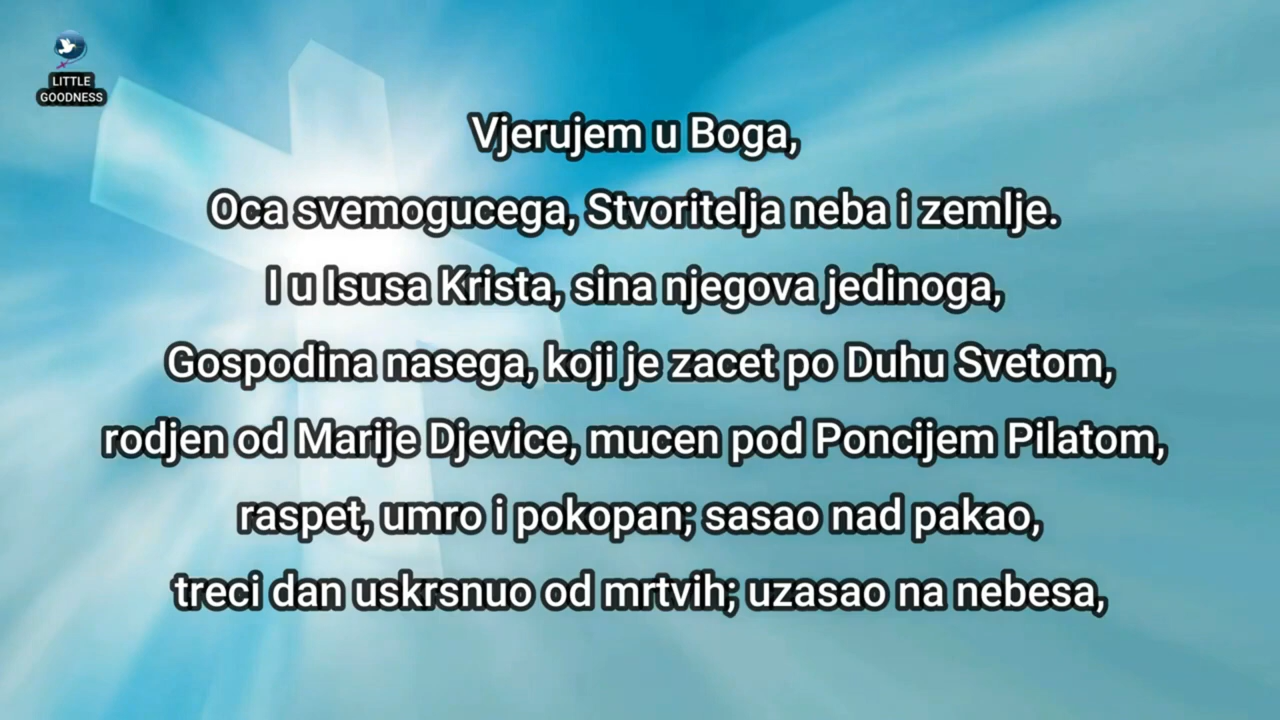 LITTLE
GOODNESS
Vjerujem u Boga,
Oca svemogucega, Stvoritelja neba i zemlje.
I u Isusa Krista, sina njegova jedinoga,
Gospodina nasega, koji je zacet po Duhu Svetom,
rodjen od Marije Djevice, mucen pod Poncijem Pilatom,
raspet, umro i pokopan; sasao nad pakao,
treci dan uskrsnuo od mrtvih; uzasao na nebesa,